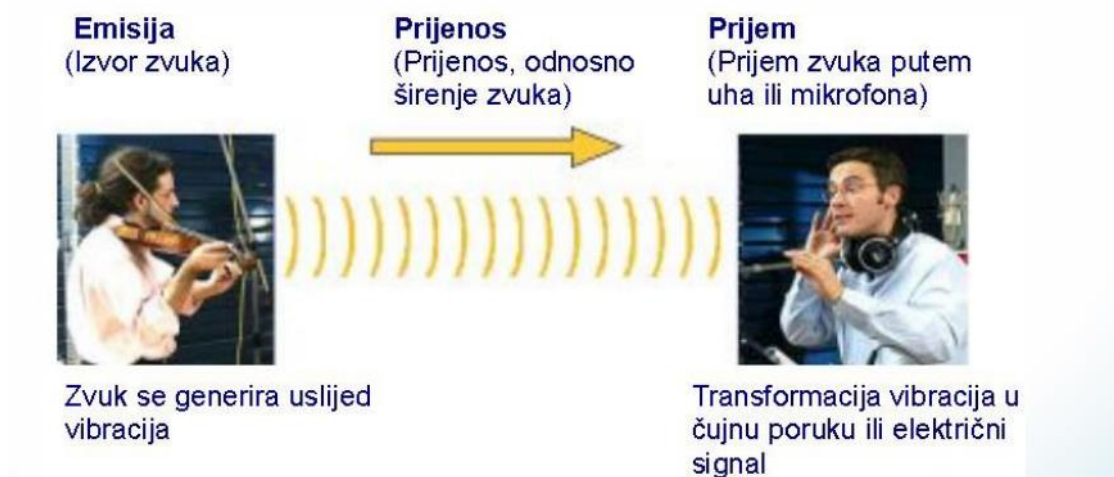 Emisija
(Izvor zvuka)
Prijenos
(Prijenos, odnosno
širenje zvuka)
Prijem
(Prijem zvuka putem
uha ili mikrofona)
Zvuk se generira uslijed
vibracija
Transformacija vibracija u
čujnu poruku ili električni
signal